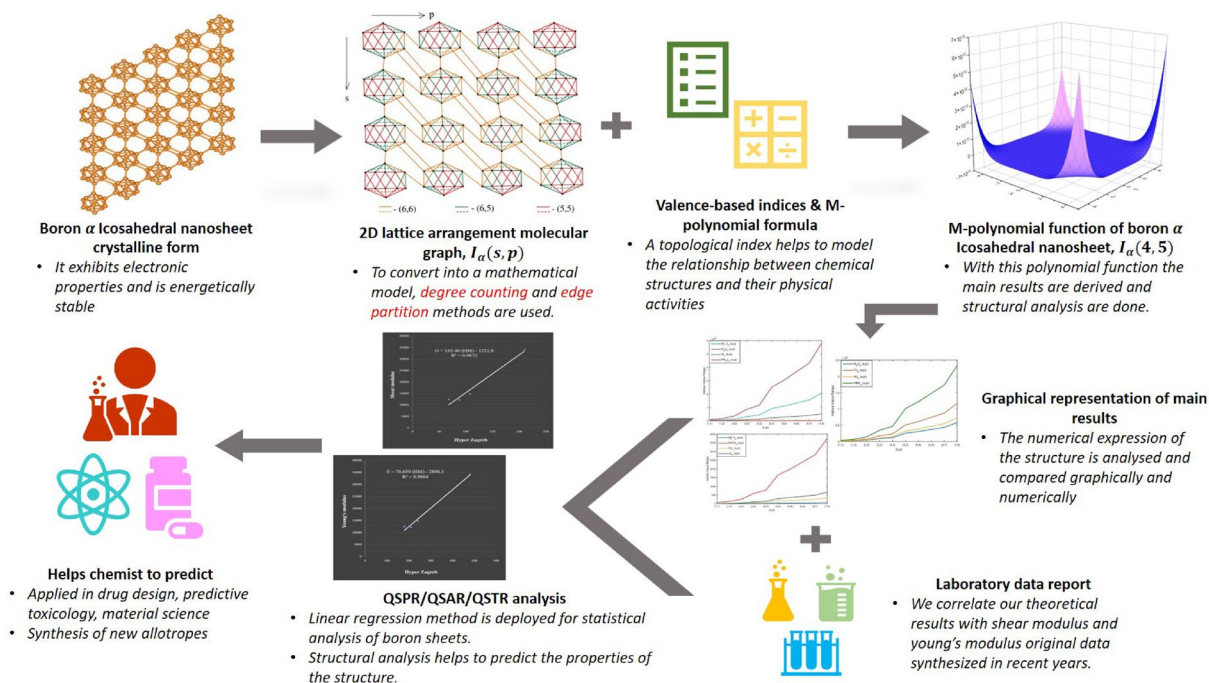 p
s
- (6,6)
- (6,5)
- (5,5)
Boron α Icosahedral nanosheet
crystalline form
• It exhibits electronic
properties and is energetically
stable
2D lattice arrangement molecular
graph, Iα(s, p)
• To convert into a mathematical
model, degree counting and edge
partition methods are used.
Valence-based indices & M-
polynomial formula
• A topological index helps to model
the relationship between chemical
structures and their physical
activities
M-polynomial function of boron α
Icosahedral nanosheet, Iα(4, 5)
• With this polynomial function the
main results are derived and
structural analysis are done.
Graphical representation of main
results
• The numerical expression of
the structure is analysed and
compared graphically and
numerically
Laboratory data report
• We correlate our theoretical
results with shear modulus and
young's modulus original data
synthesized in recent years.
Shear modulus
R² = 0.9672
Hyper Zagreb
Young's modulus
R² = 0.9664
Hyper Zagreb
QSPR/QSAR/QSTR analysis
• Linear regression method is deployed for statistical
analysis of boron sheets.
• Structural analysis helps to predict the properties of
the structure.
Helps chemist to predict
• Applied in drug design, predictive
toxicology, material science
• Synthesis of new allotropes